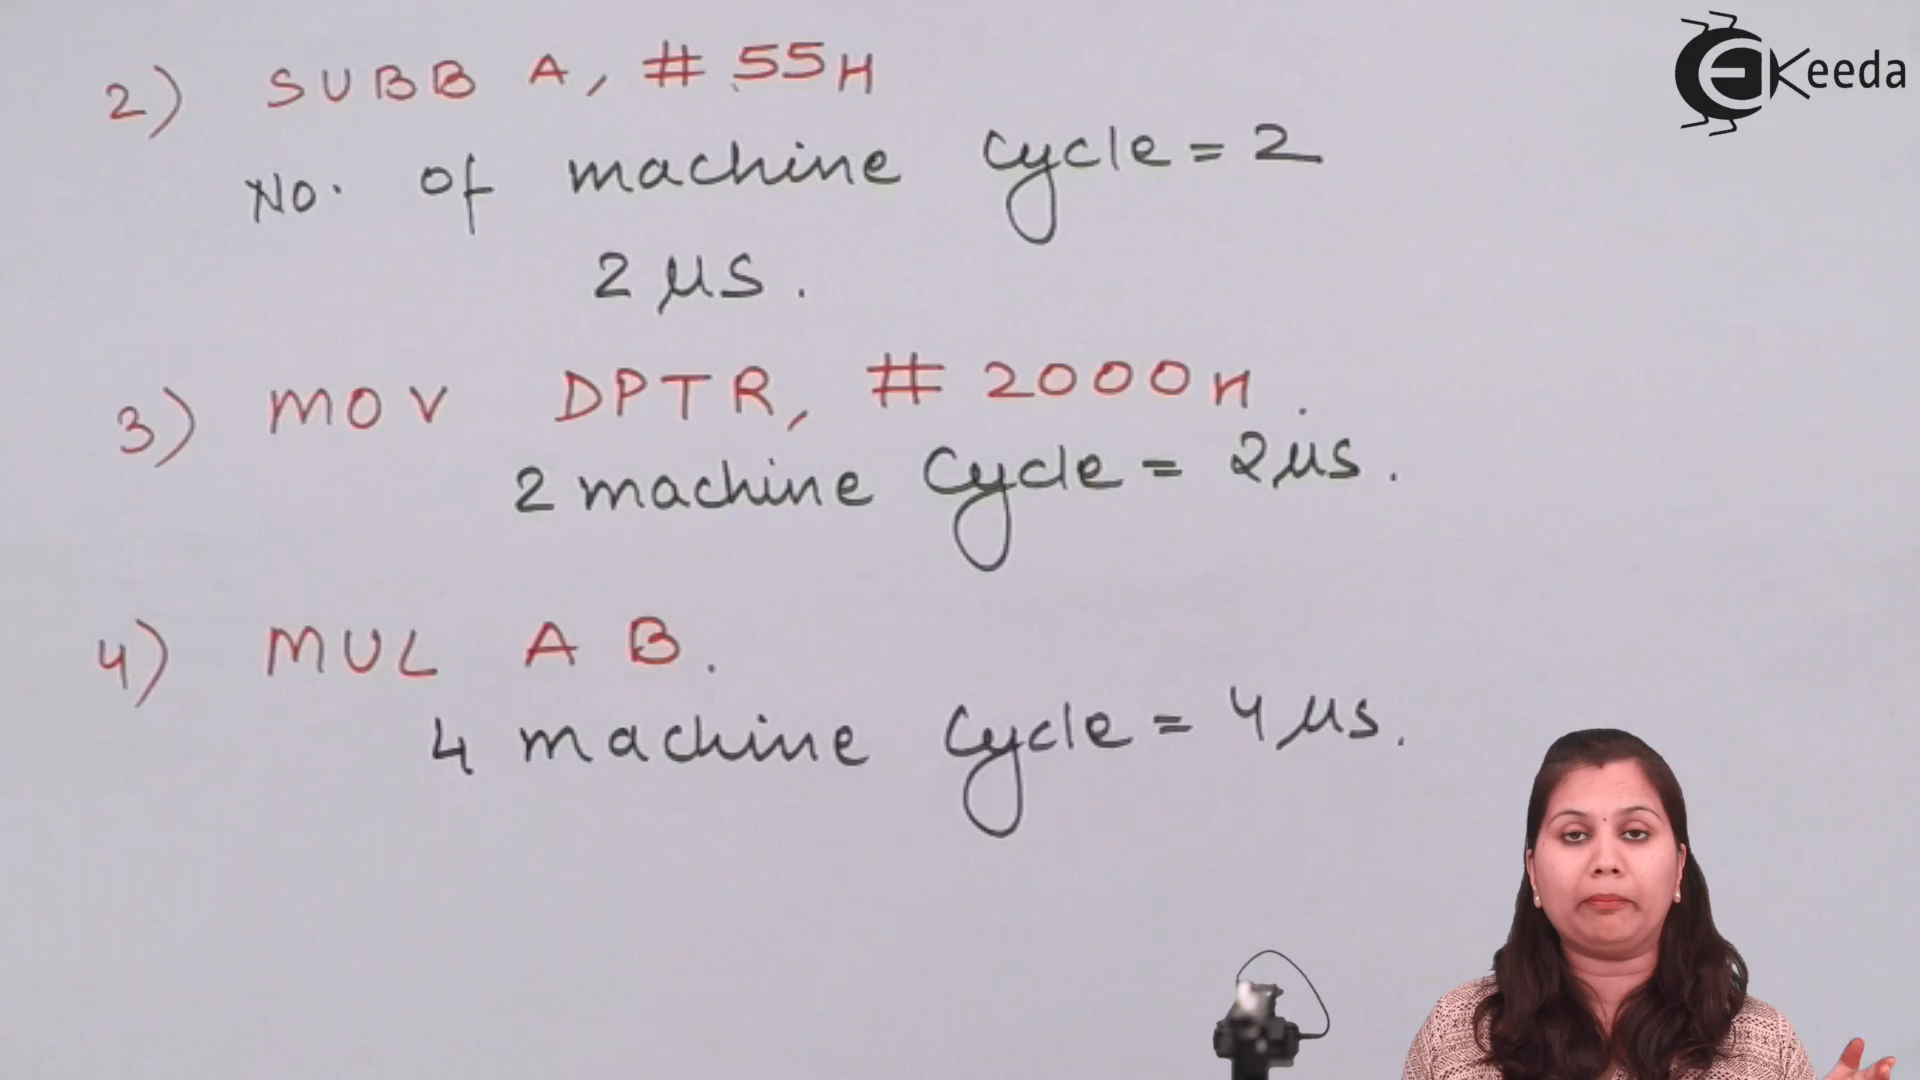 EKeeda
2) SUBB A, # 55H
No. of machine cycle = 2
2 μs.
3) MOV DPTR, # 2000H.
2 machine Cycle = 2μs.
4) MUL A B.
4 machine Cycle = 4 μs.